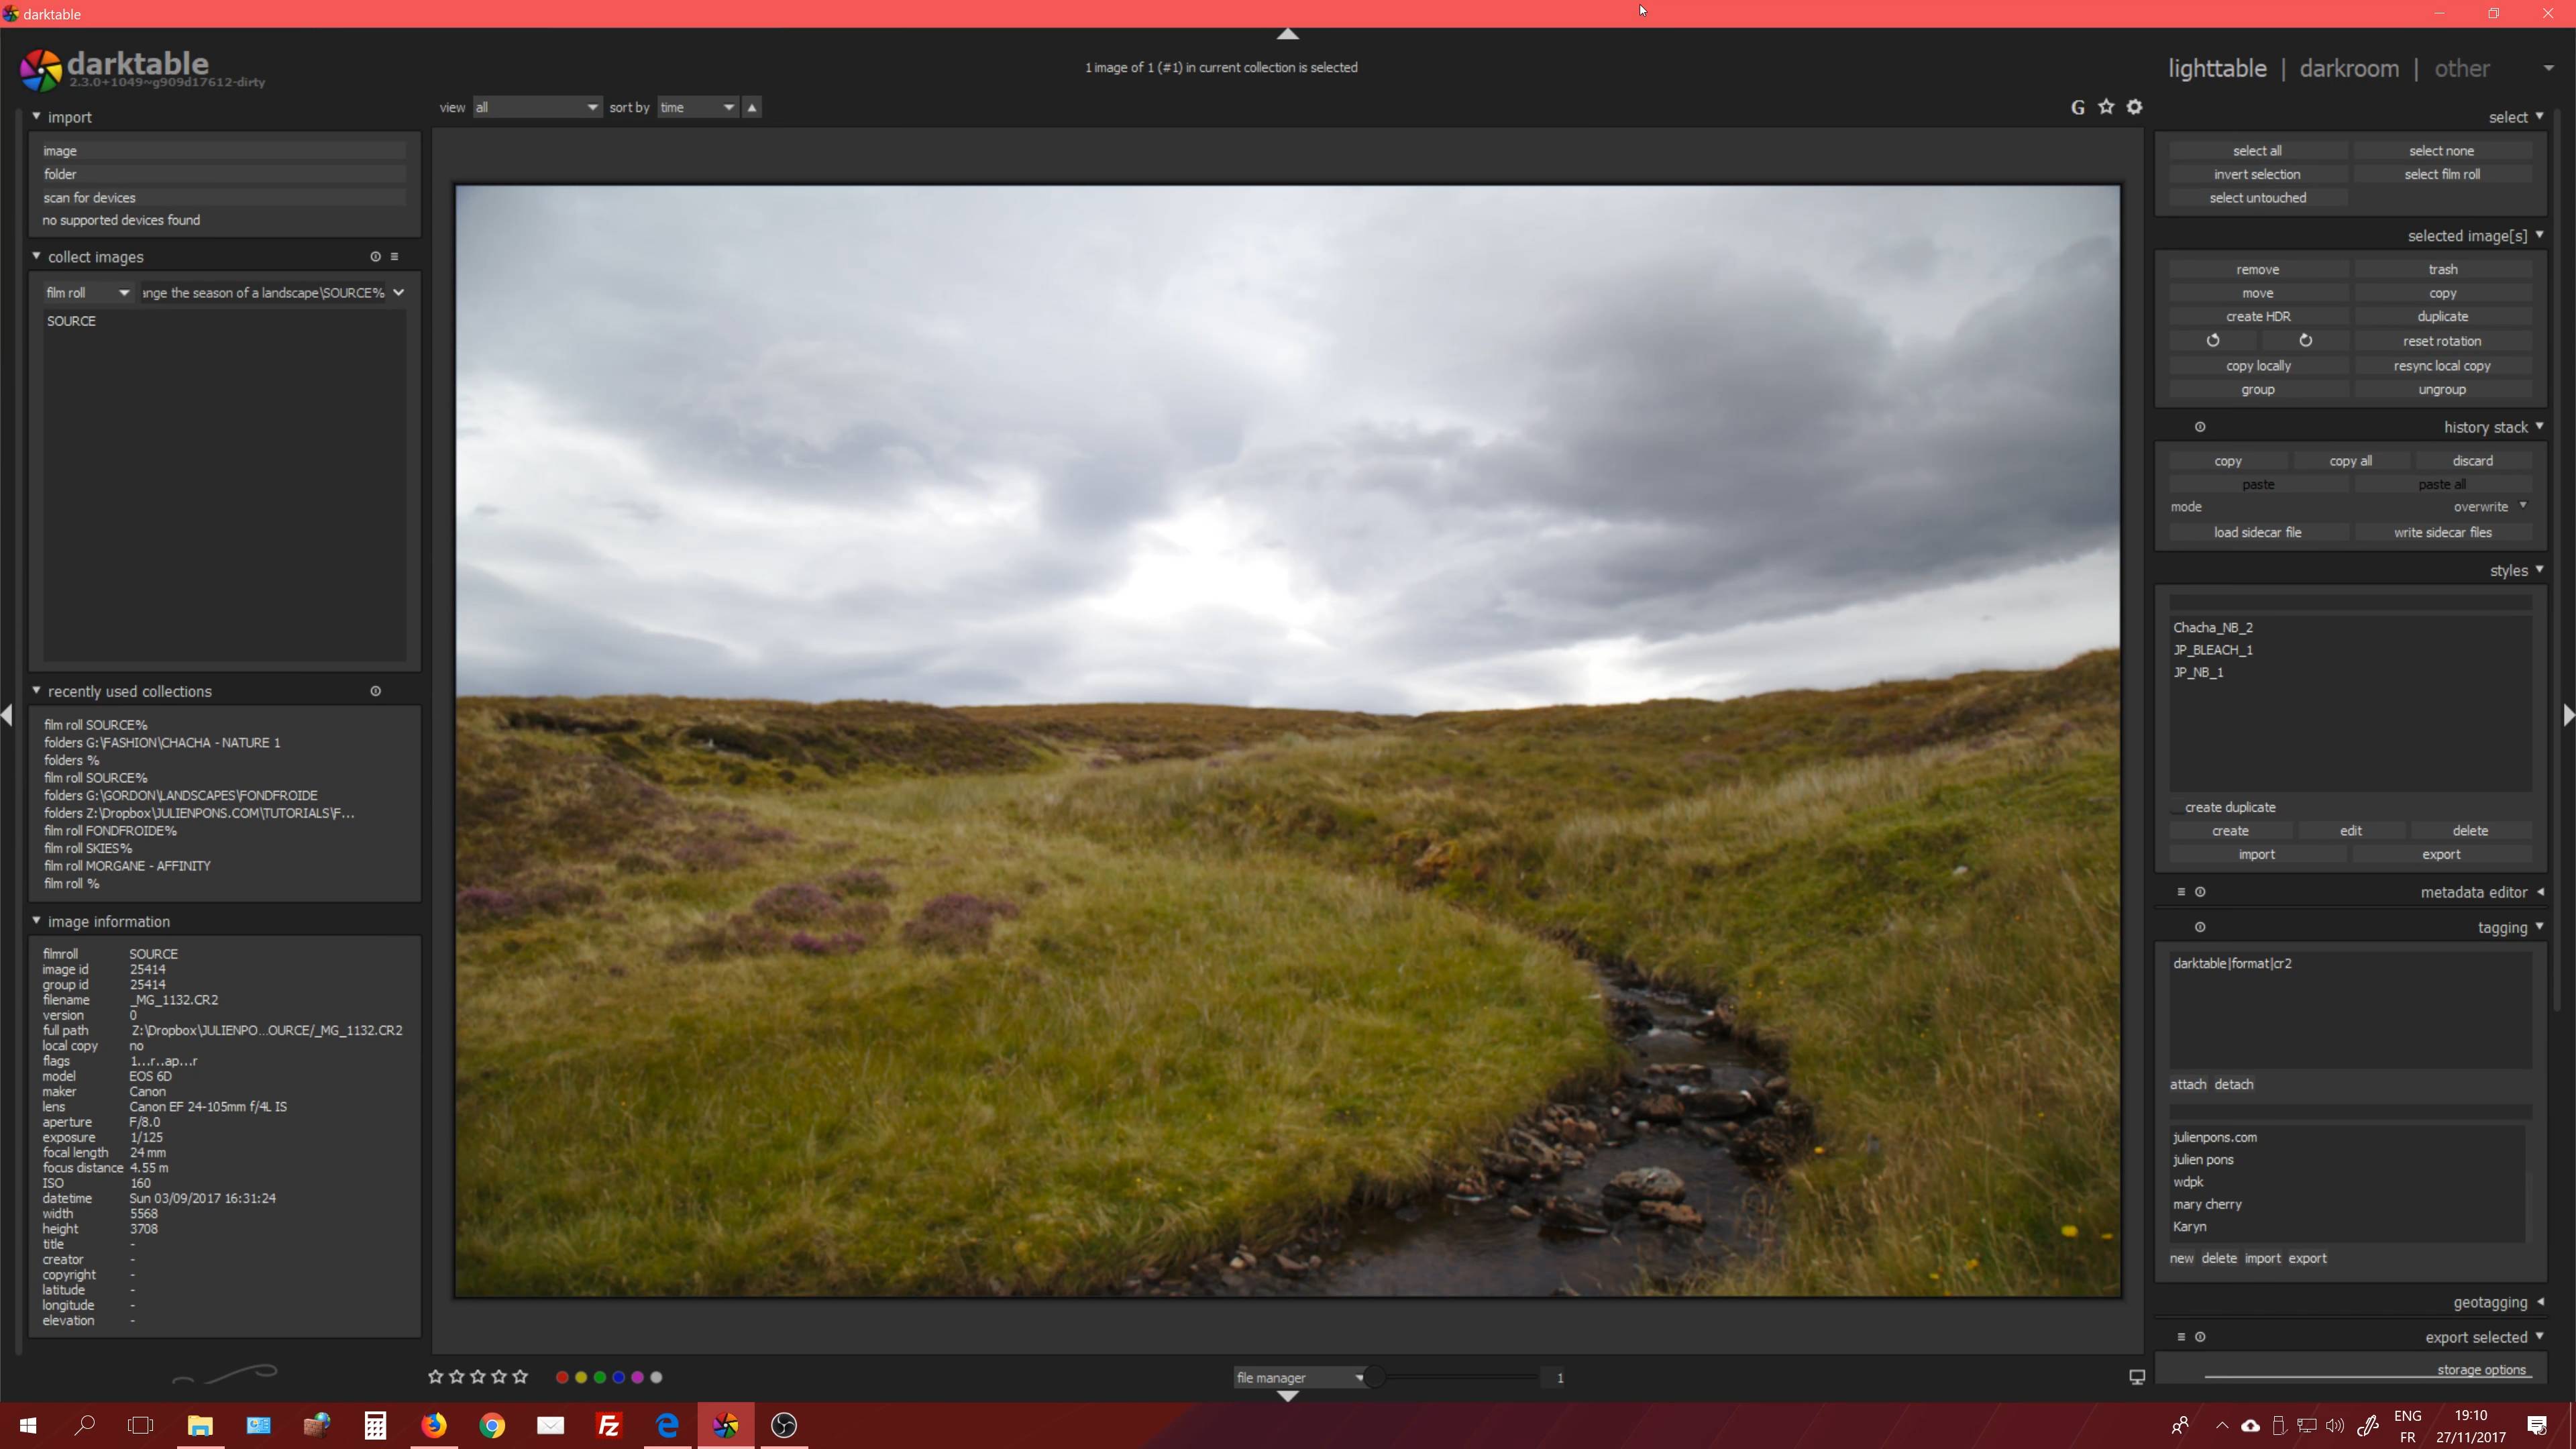 darktable
darktable
2.3.0+1049~g909d17612-dirty
1 image of 1 (#1) in current collection is selected
lighttable | darkroom | other
view all sort by time
G
import
image
folder
scan for devices
no supported devices found
collect images
film roll ange the season of a landscape\SOURCE%
SOURCE
recently used collections
film roll SOURCE%
folders G:\FASHION\CHACHA - NATURE 1
folders %
film roll SOURCE%
folders G:\GORDON\LANDSCAPES\FONDFROIDE
folders Z:\Dropbox\JULIENPONS.COM\TUTORIALS\F...
film roll FONDFROIDE%
film roll SKIES%
film roll MORGANE - AFFINITY
film roll %
image information
filmroll SOURCE
image id 25414
group id 25414
filename _MG_1132.CR2
version 0
full path Z:\Dropbox\JULIENPO...OURCE/_MG_1132.CR2
local copy no
flags 1...r..ap...r
model EOS 6D
maker Canon
lens Canon EF 24-105mm f/4L IS
aperture F/8.0
exposure 1/125
focal length 24 mm
focus distance 4.55 m
ISO 160
datetime Sun 03/09/2017 16:31:24
width 5568
height 3708
title -
creator -
copyright -
latitude -
longitude -
elevation -
file manager 1
select
select all select none
invert selection select film roll
select untouched
selected image[s]
remove trash
move copy
create HDR duplicate
reset rotation
copy locally resync local copy
group ungroup
history stack
copy copy all discard
paste paste all
mode overwrite
load sidecar file write sidecar files
styles
Chacha_NB_2
JP_BLEACH_1
JP_NB_1
create duplicate
create edit delete
import export
metadata editor
tagging
darktable|format|cr2
attach detach
julienpons.com
julien pons
wdpk
mary cherry
Karyn
new delete import export
geotagging
export selected
storage options
Fz
ENG 19:10
FR 27/11/2017